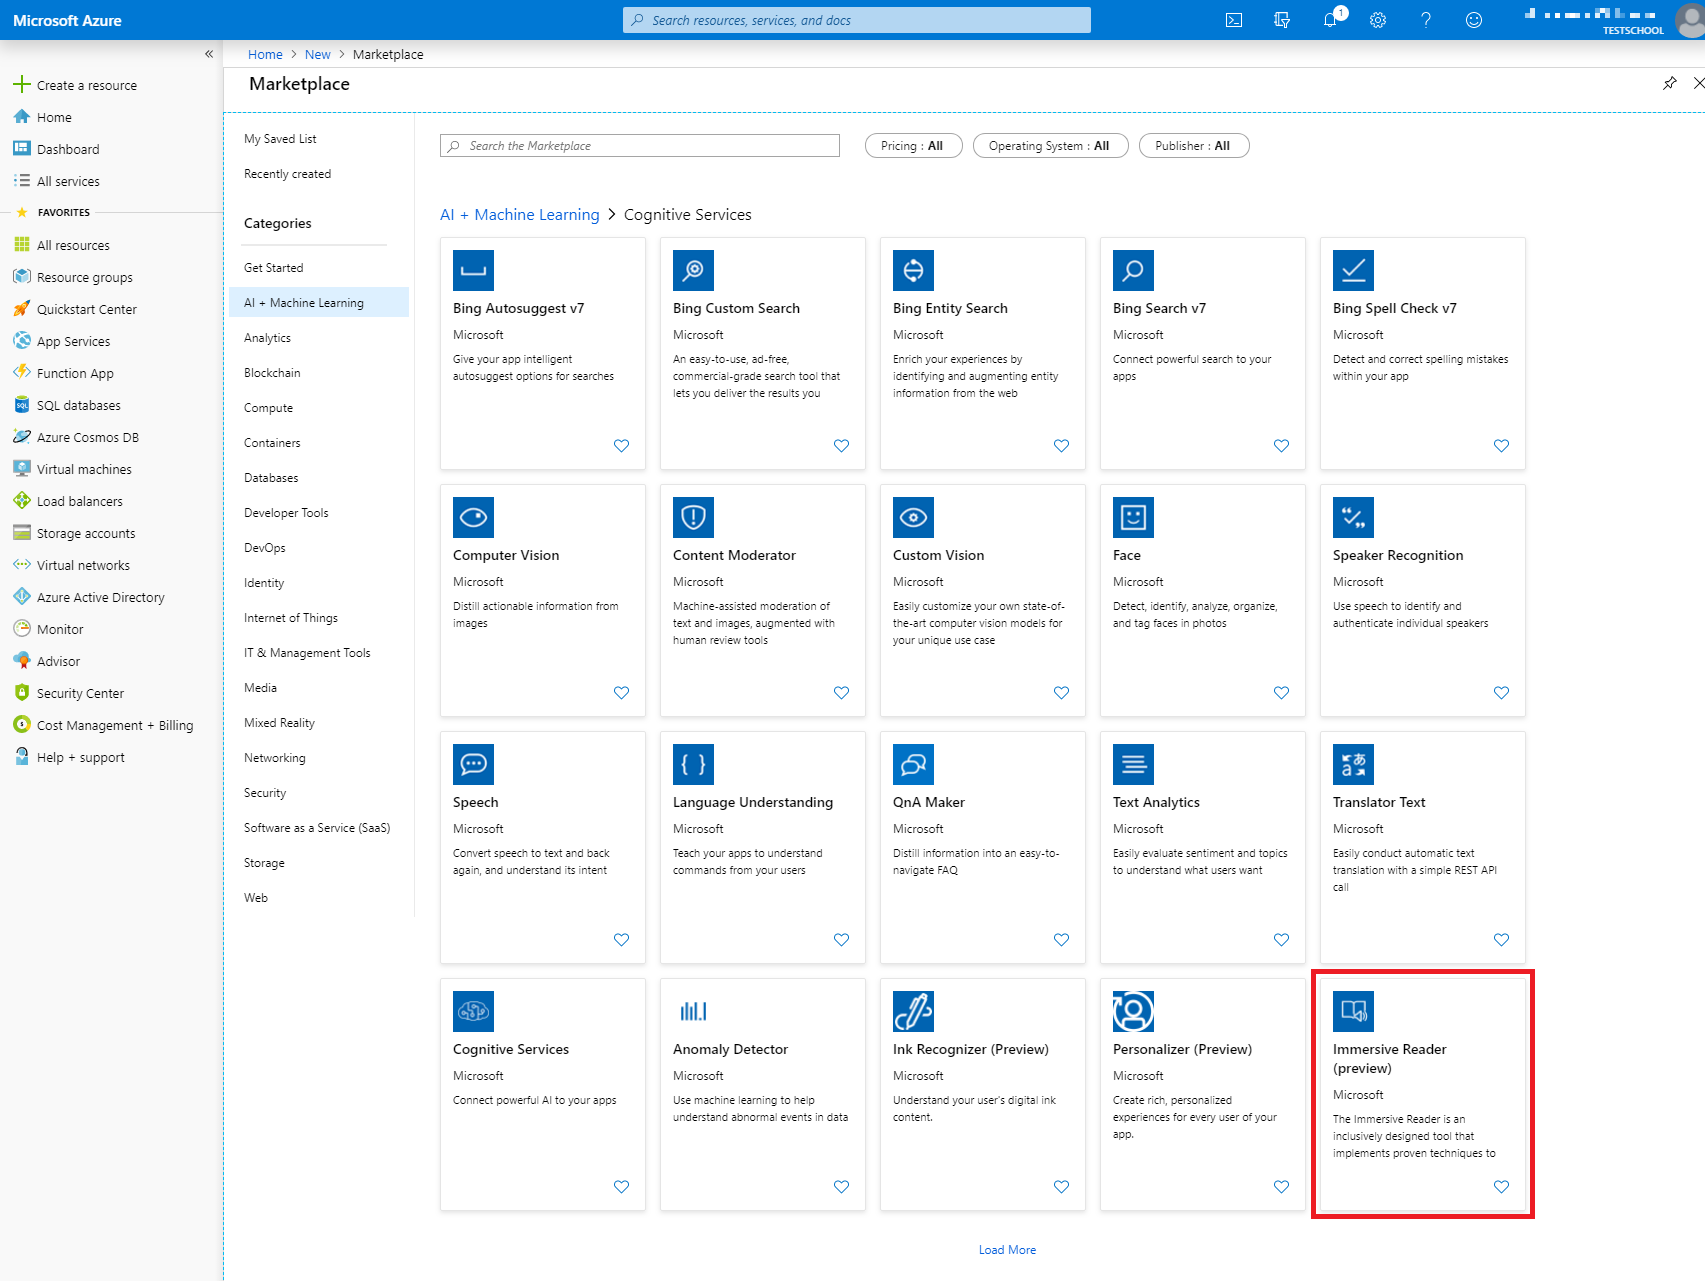 Microsoft Azure
Search resources, services, and docs
1
TESTSCHOOL
«
Home > New > Marketplace
Marketplace
Create a resource
Home
Dashboard
All services
FAVORITES
All resources
Resource groups
Quickstart Center
App Services
Function App
SQL databases
Azure Cosmos DB
Virtual machines
Load balancers
Storage accounts
Virtual networks
Azure Active Directory
Monitor
Advisor
Security Center
Cost Management + Billing
Help + support
My Saved List
Recently created
Categories
Get Started
AI + Machine Learning
Analytics
Blockchain
Compute
Containers
Databases
Developer Tools
DevOps
Identity
Internet of Things
IT & Management Tools
Media
Mixed Reality
Networking
Security
Software as a Service (SaaS)
Storage
Web
Search the Marketplace
Pricing : All
Operating System : All
Publisher : All
AI + Machine Learning > Cognitive Services
Bing Autosuggest v7
Microsoft
Give your app intelligent
autosuggest options for searches
Bing Custom Search
Microsoft
An easy-to-use, ad-free,
commercial-grade search tool that
lets you deliver the results you
Bing Entity Search
Microsoft
Enrich your experiences by
identifying and augmenting entity
information from the web
Bing Search v7
Microsoft
Connect powerful search to your
apps
Bing Spell Check v7
Microsoft
Detect and correct spelling mistakes
within your app
Computer Vision
Microsoft
Distill actionable information from
images
Content Moderator
Microsoft
Machine-assisted moderation of
text and images, augmented with
human review tools
Custom Vision
Microsoft
Easily customize your own state-of-
the-art computer vision models for
your unique use case
Face
Microsoft
Detect, identify, analyze, organize,
and tag faces in photos
Speaker Recognition
Microsoft
Use speech to identify and
authenticate individual speakers
Speech
Microsoft
Convert speech to text and back
again, and understand its intent
Language Understanding
Microsoft
Teach your apps to understand
commands from your users
QnA Maker
Microsoft
Distill information into an easy-to-
navigate FAQ
Text Analytics
Microsoft
Easily evaluate sentiment and topics
to understand what users want
Translator Text
Microsoft
Easily conduct automatic text
translation with a simple REST API
call
Cognitive Services
Microsoft
Connect powerful AI to your apps
Anomaly Detector
Microsoft
Use machine learning to help
understand abnormal events in data
Ink Recognizer (Preview)
Microsoft
Understand your user's digital ink
content.
Personalizer (Preview)
Microsoft
Create rich, personalized
experiences for every user of your
app.
Immersive Reader
(preview)
Microsoft
The Immersive Reader is an
inclusively designed tool that
implements proven techniques to
Load More